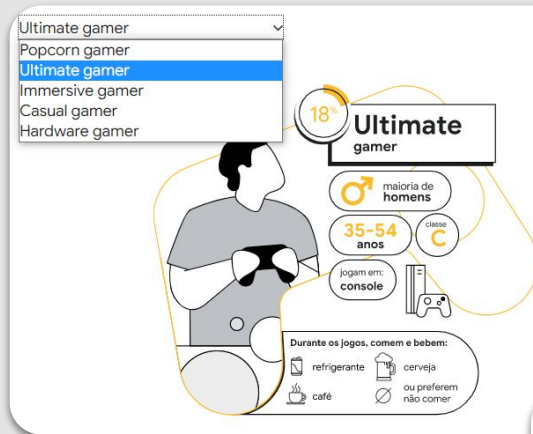 Ultimate gamer
Popcorn gamer
Ultimate gamer
Immersive gamer
Casual gamer
Hardware gamer
18%
Ultimate
gamer
maioria de
homens
35-54
anos
classe
C
jogam em:
console
Durante os jogos, comem e bebem:
refrigerante
cerveja
café
ou preferem
não comer